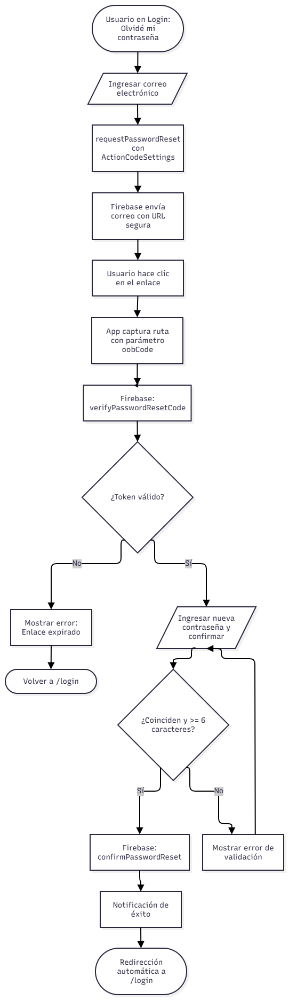 Usuario en Login:
Olvidé mi
contraseña
Ingresar correo
electrónico
requestPasswordReset
con
ActionCodeSettings
Firebase envía
correo con URL
segura
Usuario hace clic
en el enlace
App captura ruta
con parámetro
oobCode
Firebase:
verifyPasswordResetCode
¿Token válido?
No
Sí
Mostrar error:
Enlace expirado
Volver a /login
Ingresar nueva
contraseña y
confirmar
¿Coinciden y >= 6
caracteres?
Sí
No
Firebase:
confirmPasswordReset
Mostrar error de
validación
Notificación de
éxito
Redirección
automática a
/login